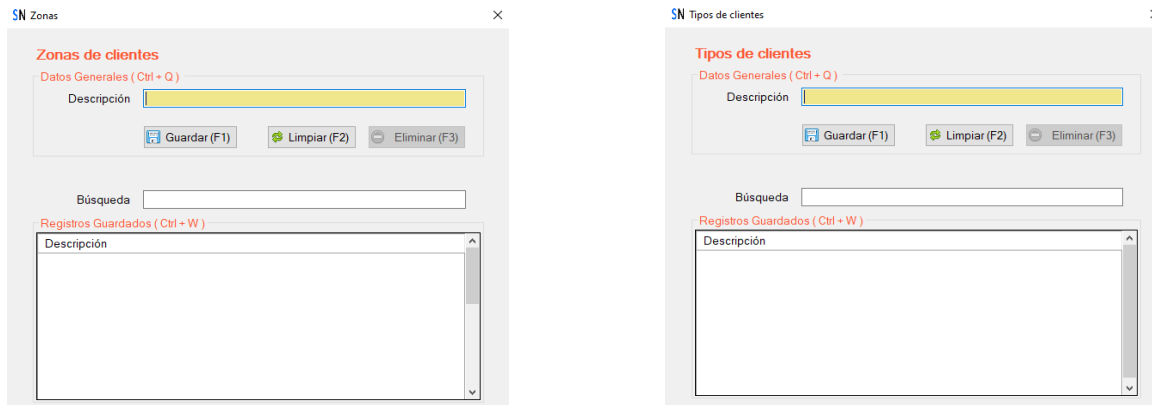 SN Zonas
Zonas de clientes
Datos Generales ( Ctrl + Q )
Descripción
Guardar (F1) Limpiar (F2) Eliminar (F3)
Búsqueda
Registros Guardados ( Ctrl + W )
Descripción
SN Tipos de clientes
Tipos de clientes
Datos Generales ( Ctrl + Q )
Descripción
Guardar (F1) Limpiar (F2) Eliminar (F3)
Búsqueda
Registros Guardados ( Ctrl + W )
Descripción